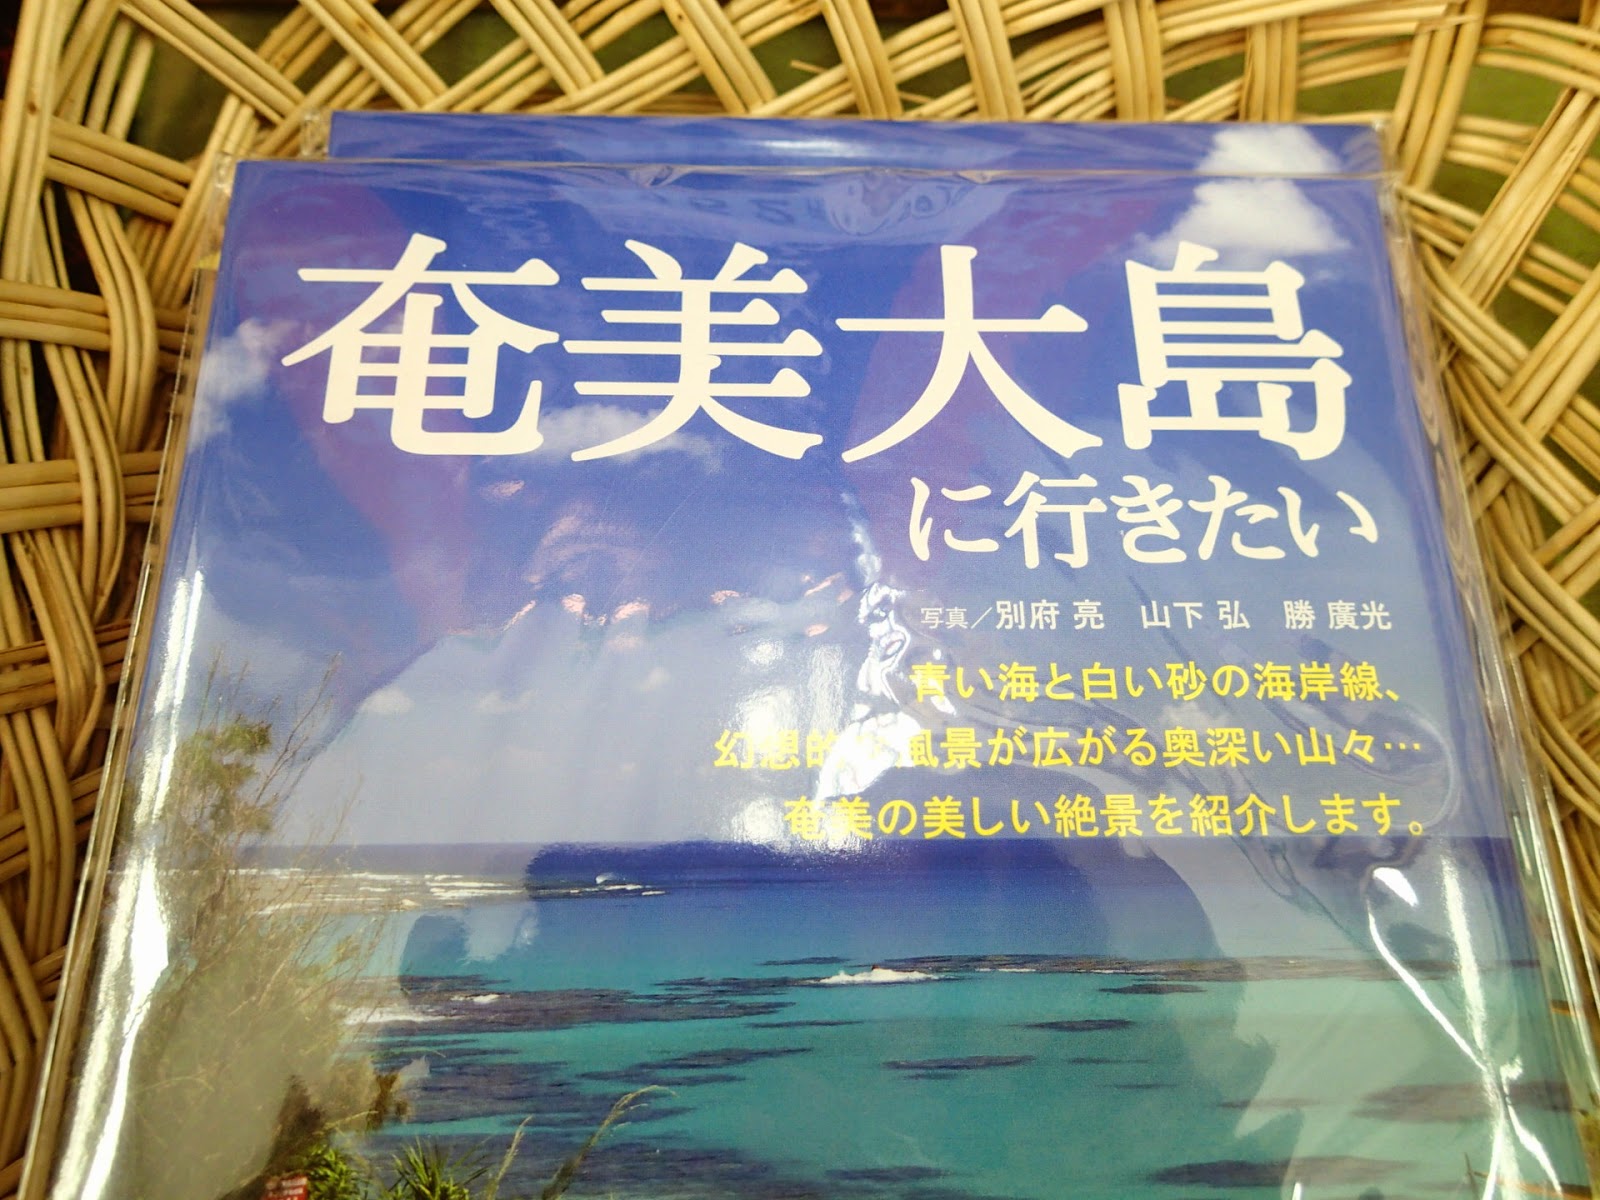 奄美大島
に行きたい
写真／別府 亮　山下 弘　勝 廣光
青い海と白い砂の海岸線、
幻想的な風景が広がる奥深い山々…
奄美の美しい絶景を紹介します。